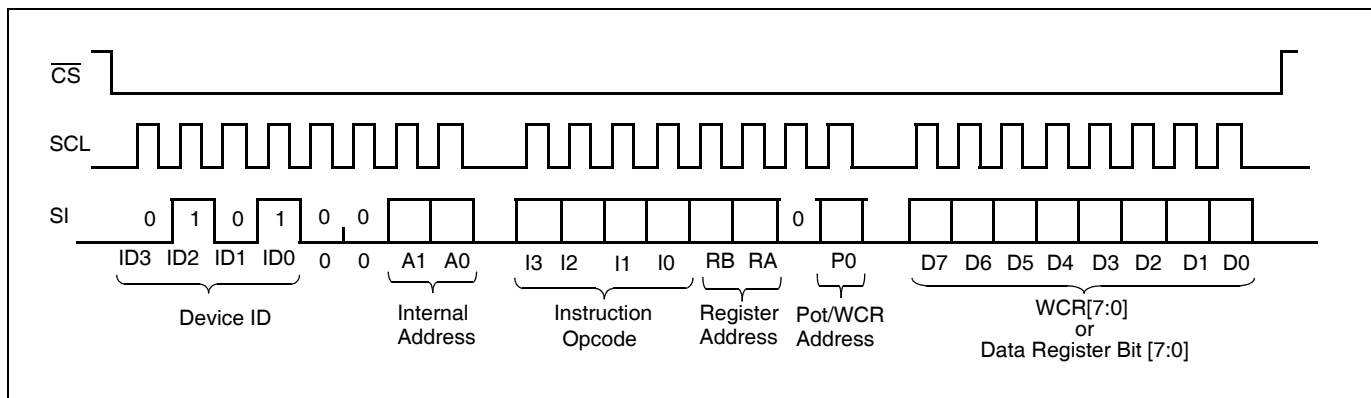 CS
SCL
SI
0 1 0 1 0 0 0
ID3 ID2 ID1 ID0 0 0 A1 A0 I3 I2 I1 I0 RB RA P0 D7 D6 D5 D4 D3 D2 D1 D0
Device ID
Internal Address
Instruction Opcode
Register Address
Pot/WCR Address
WCR[7:0]
or
Data Register Bit [7:0]